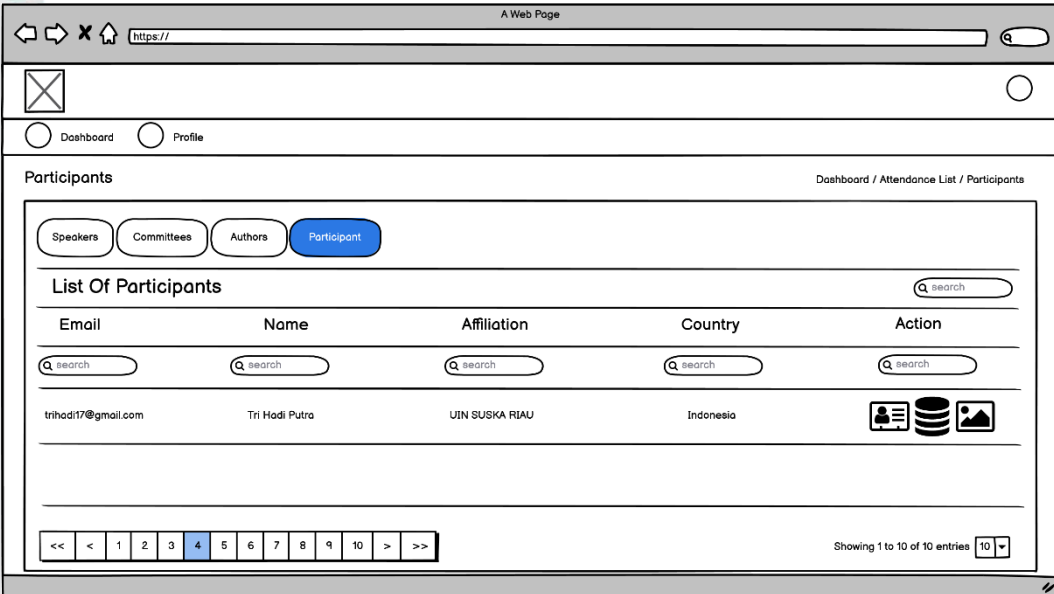 A Web Page
https://
Dashboard Profile
Participants Dashboard / Attendance List / Participants
Speakers Committees Authors Participant
List Of Participants search
Email Name Affiliation Country Action
search search search search search
trihadi17@gmail.com Tri Hadi Putra UIN SUSKA RIAU Indonesia
<< < 1 2 3 4 5 6 7 8 9 10 > >> Showing 1 to 10 of 10 entries 10